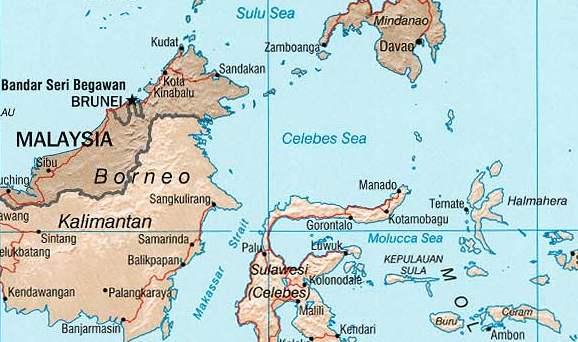 Sulu Sea
Mindanao
Kudat
Zamboanga
Davao
Sandakan
Bandar Seri Begawan
Kota
Kinabalu
BRUNEI
AU
MALAYSIA
Celebes Sea
Sibu
Borneo
uching
Manado
Sangkulirang
Ternate
Halmahera
awang
Kalimantan
Gorontalo
Kotamobagu
Sintang
Samarinda
Makassar Strait
Molucca Sea
elukbatang
Balikpapan
Palu
Luwuk
KEPULAUAN
SULA
Sulawesi
(Celebes)
Kolonodale
MOL
Kendawangan
Palangkaraya
Malili
Buru
Ceram
Banjarmasin
Kendari
Ambon